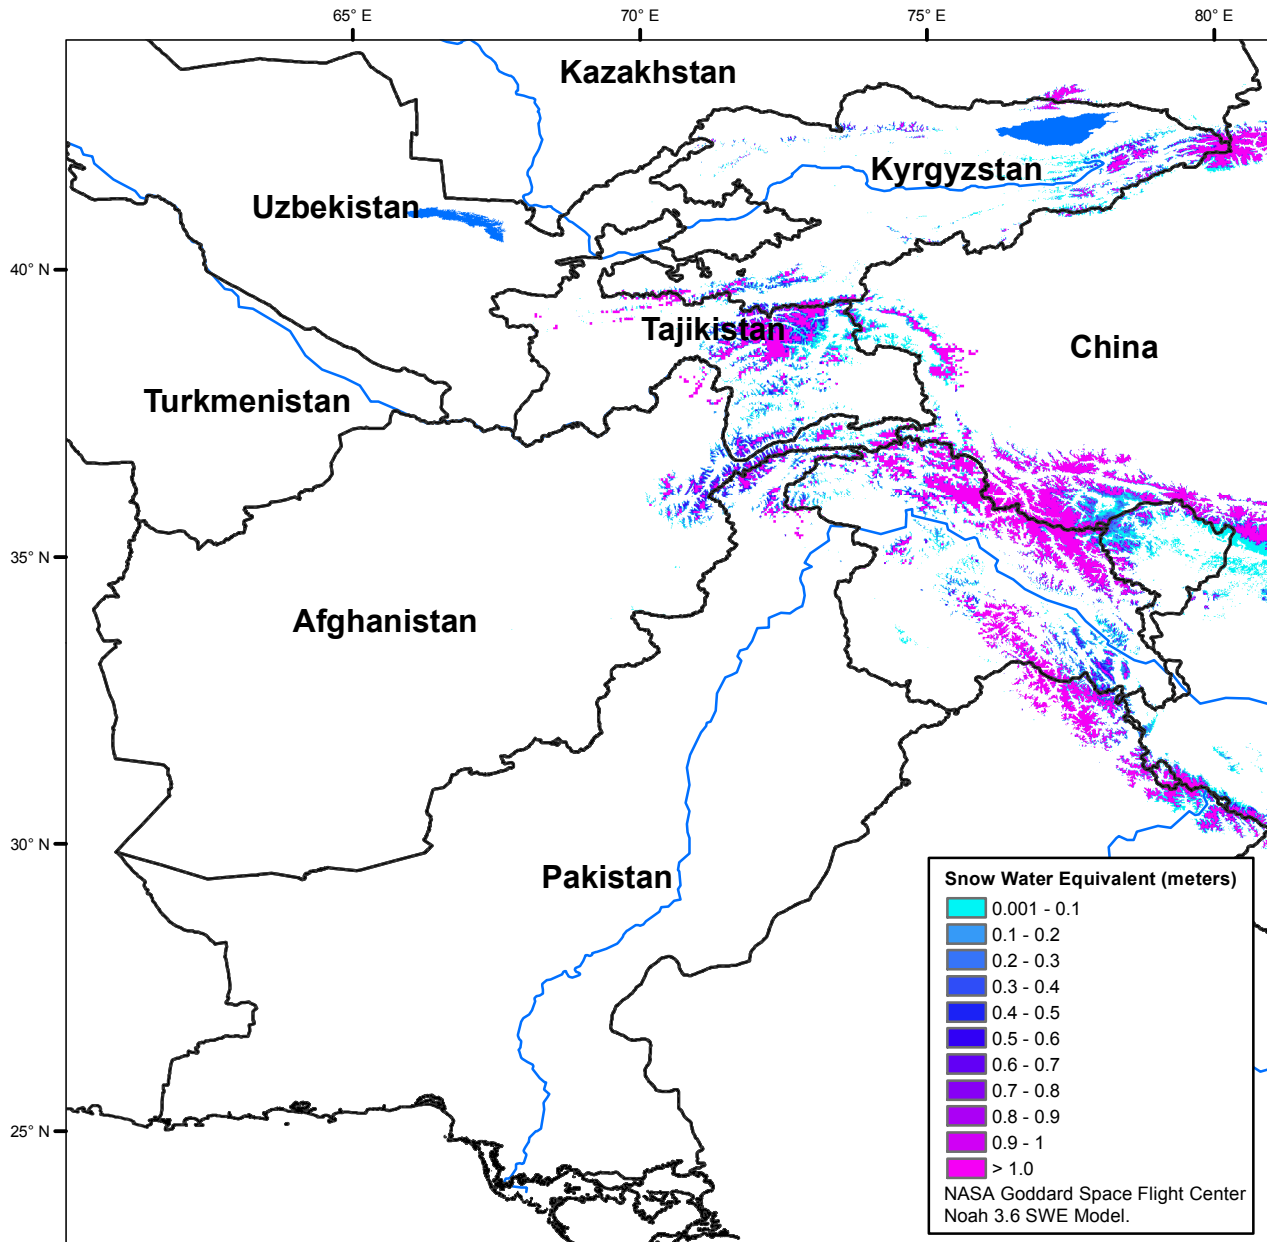 65° E
70° E
75° E
80° E
Kazakhstan
Kyrgyzstan
Uzbekistan
40° N
Tajikistan
China
Turkmenistan
35° N
Afghanistan
30° N
Pakistan
25° N
Snow Water Equivalent (meters)
0.001 - 0.1
0.1 - 0.2
0.2 - 0.3
0.3 - 0.4
0.4 - 0.5
0.5 - 0.6
0.6 - 0.7
0.7 - 0.8
0.8 - 0.9
0.9 - 1
> 1.0
NASA Goddard Space Flight Center
Noah 3.6 SWE Model.